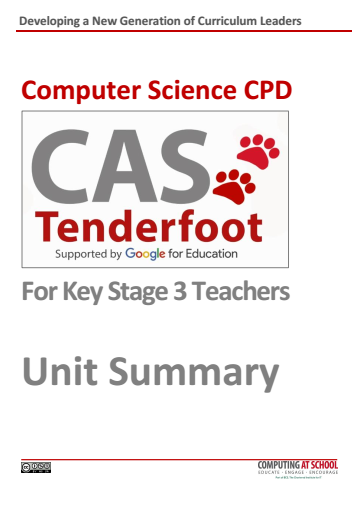 Developing a New Generation of Curriculum Leaders
Computer Science CPD
CAS
Tenderfoot
Supported by Google for Education
For Key Stage 3 Teachers
Unit Summary
COMPUTING AT SCHOOL
EDUCATE · ENGAGE · ENCOURAGE